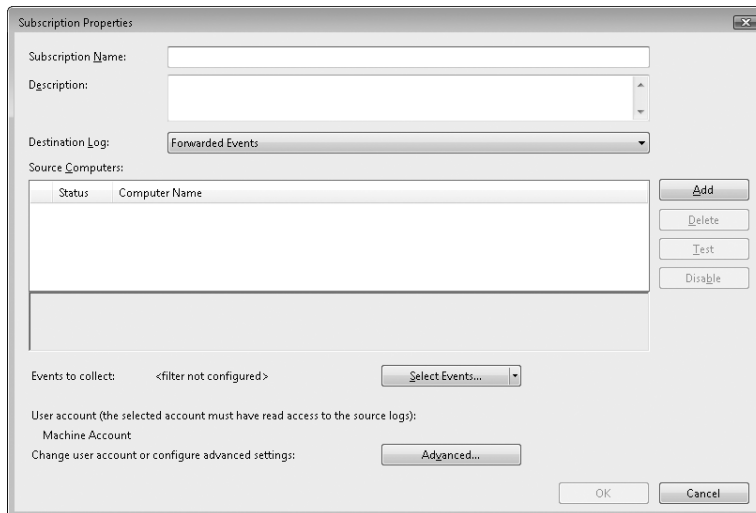 Subscription Properties
Subscription Name:
Description:
Destination Log: Forwarded Events
Source Computers:
Status Computer Name
Add
Delete
Test
Disable
Events to collect: <filter not configured> Select Events...
User account (the selected account must have read access to the source logs):
Machine Account
Change user account or configure advanced settings: Advanced...
OK Cancel